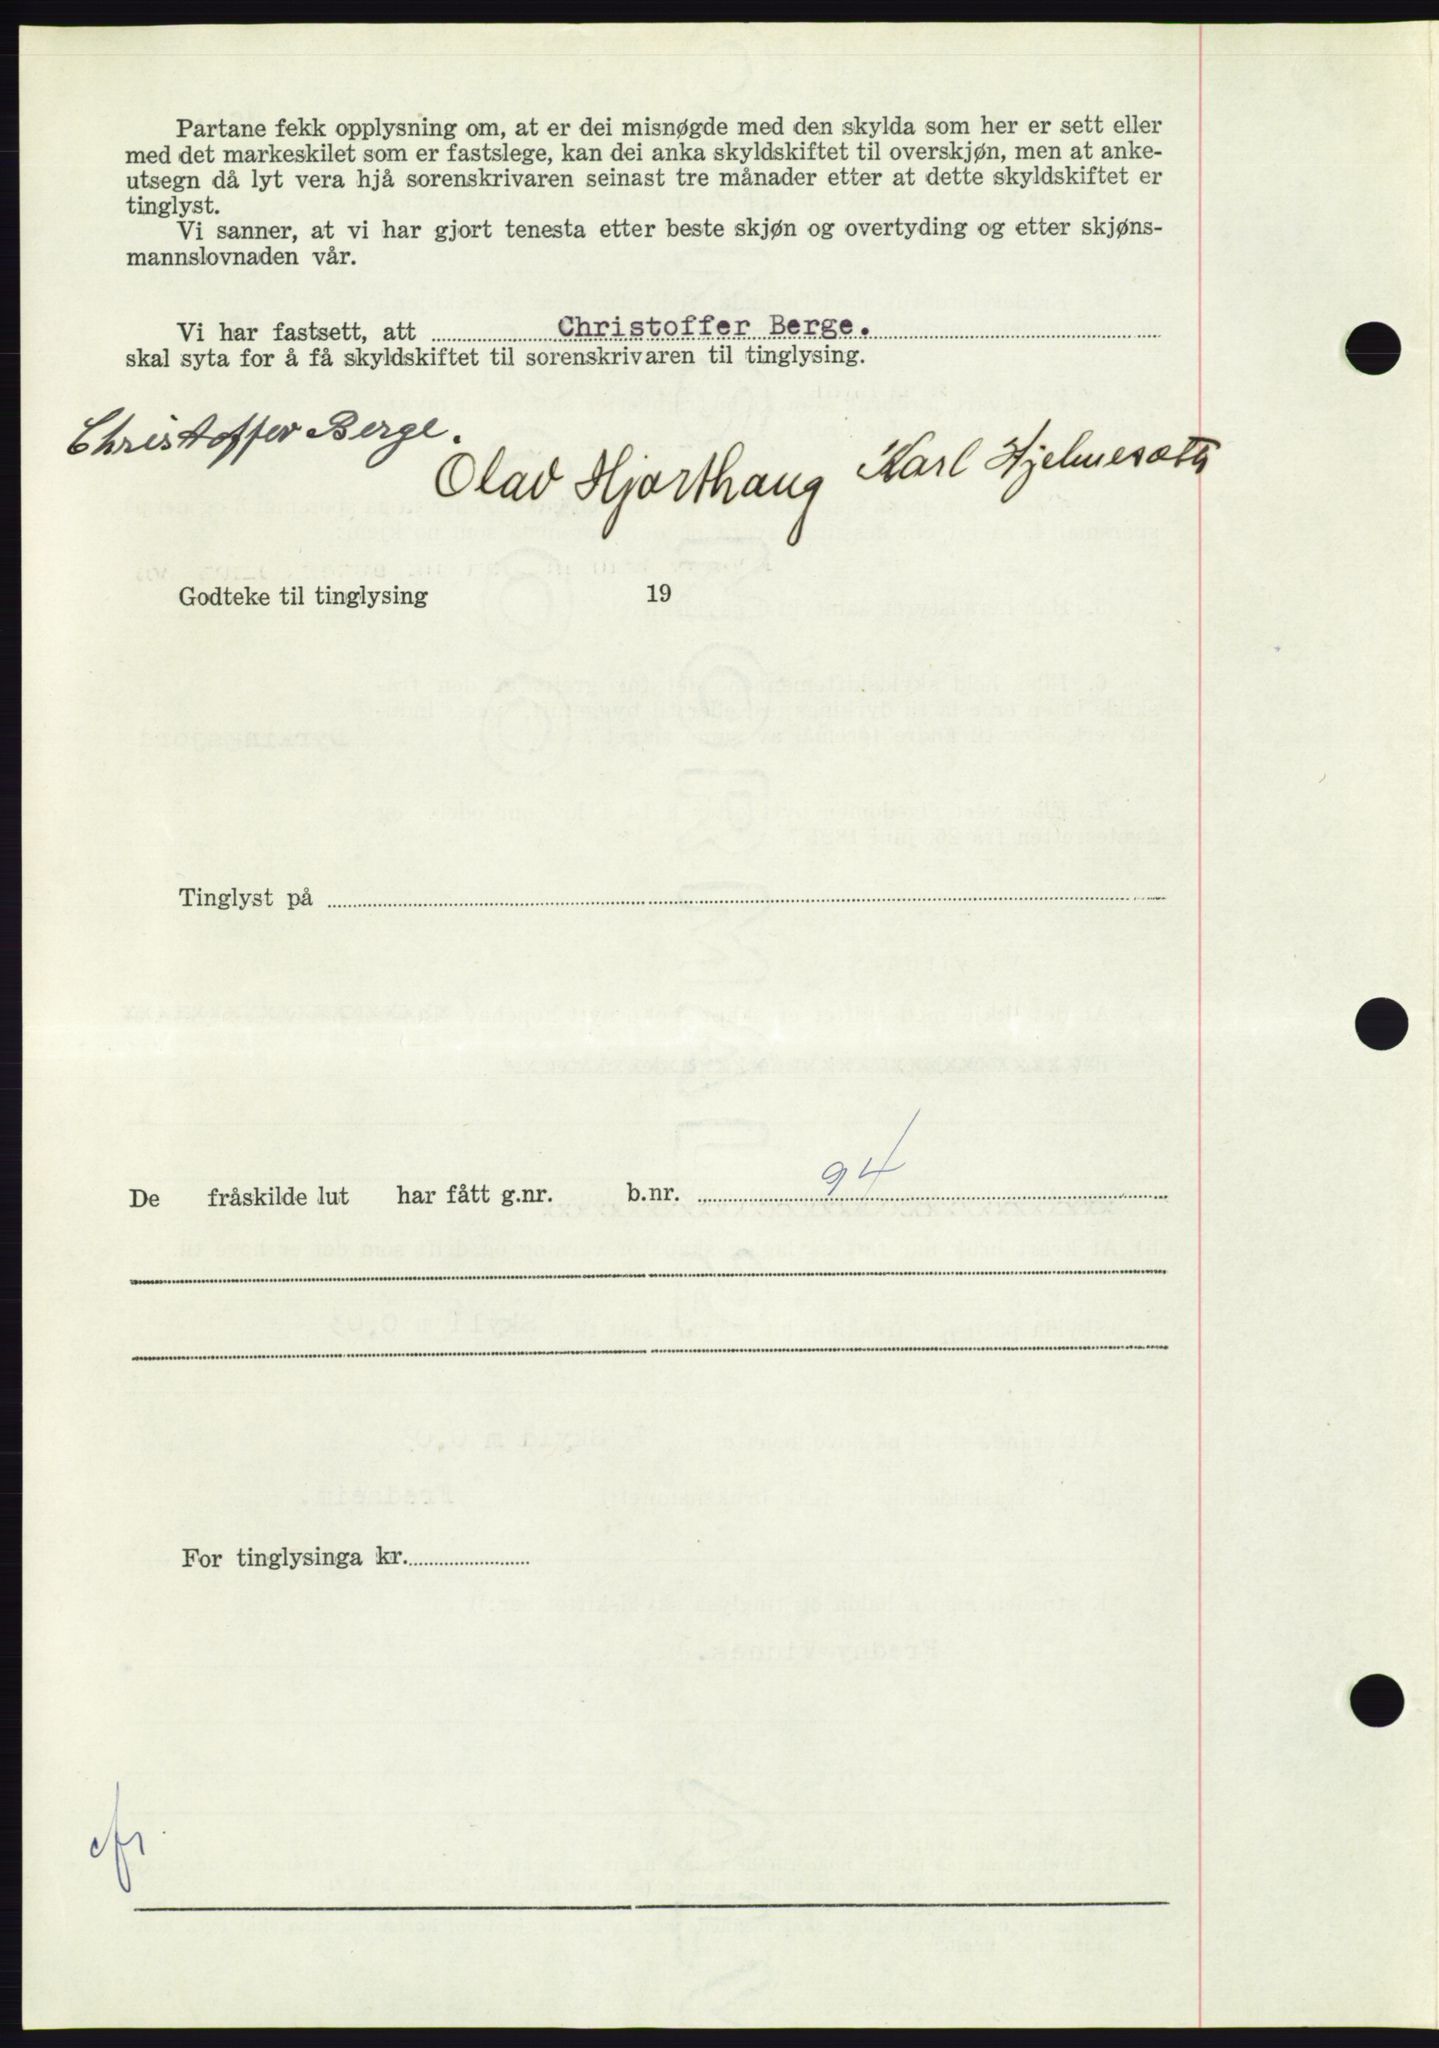 Partane fekk opplysning om, at er dei misnøgde med den skylda som her er sett eller
med det markeskilet som er fastslege, kan dei anka skyldskiftet til overskjøn, men at anke-
utsegn då lyt vera hjå sorenskrivaren seinast tre månader etter at dette skyldskiftet er
tinglyst.
Vi sanner, at vi har gjort tenesta etter beste skjøn og overtyding og etter skjøns-
mannslovnaden vår.
Vi har fastsett, att Christoffer Berge.
skal syta for å få skyldskiftet til sorenskrivaren til tinglysing.
Christoffer Berge.
Olav Hjorthaug Karl Hjelmesæth
Godteke til tinglysing 19
Tinglyst på
De fråskilde lut har fått g.nr. b.nr. 94
For tinglysinga kr.